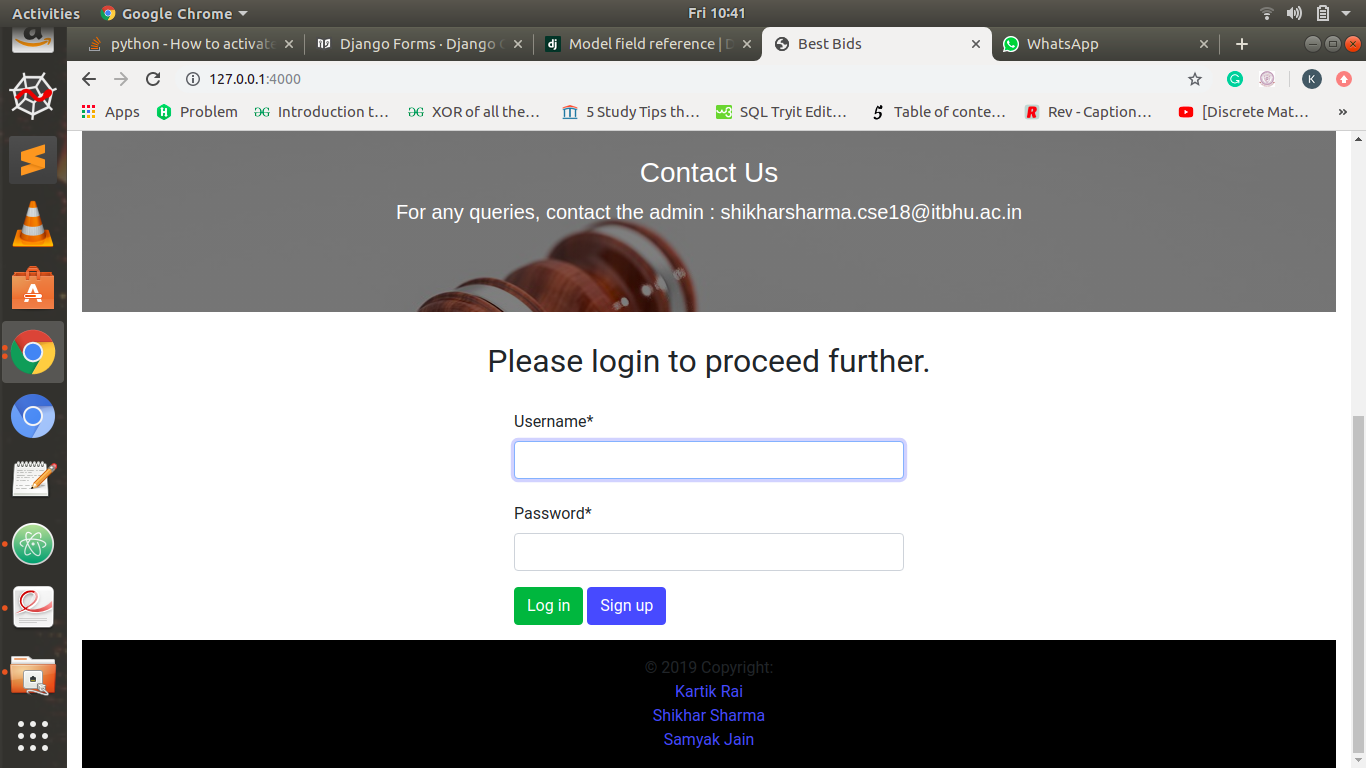 Activities
Google Chrome
Fri 10:41
python - How to activate
Django Forms · Django
Model field reference |
Best Bids
WhatsApp
127.0.0.1:4000
K
Apps
Problem
Introduction t…
XOR of all the…
5 Study Tips th…
SQL Tryit Edit…
Table of conte…
Rev - Caption…
[Discrete Mat…
»
Contact Us
For any queries, contact the admin : shikharsharma.cse18@itbhu.ac.in
Please login to proceed further.
Username*
Password*
Log in Sign up
© 2019 Copyright:
Kartik Rai
Shikhar Sharma
Samyak Jain